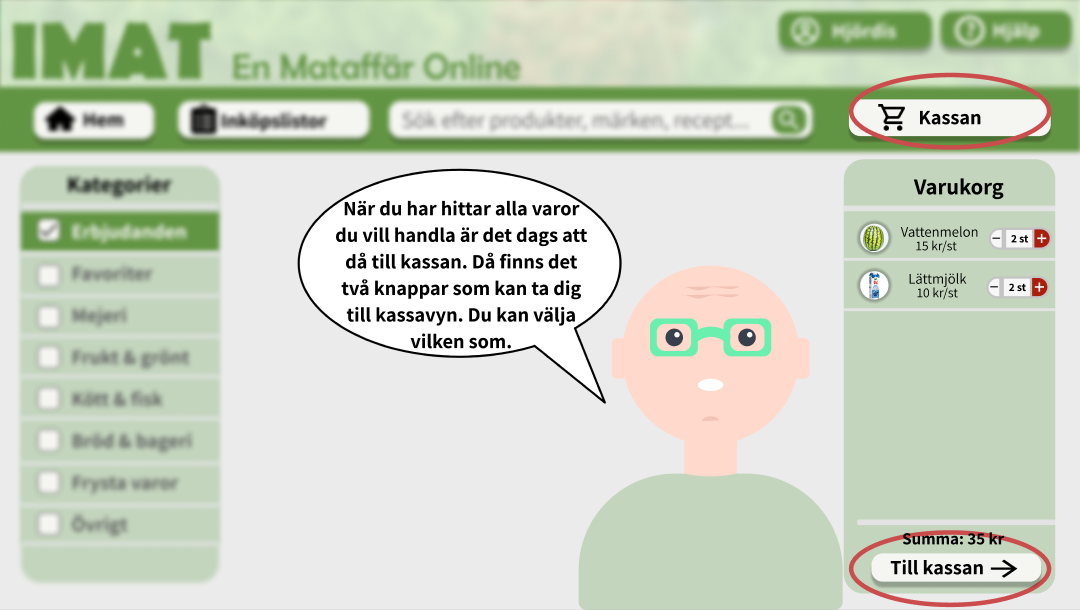 IMAT
En Mataffär Online
Hjördis
Hjälp
Hem
Inköpslistor
Sök efter produkter, märken, recept...
Kassan
Kategorier
Erbjudanden
Favoriter
Mejeri
Frukt & grönt
Kött & fisk
Bröd & bageri
Frysta varor
Övrigt
När du har hittar alla varor
du vill handla är det dags att
då till kassan. Då finns det
två knappar som kan ta dig
till kassavyn. Du kan välja
vilken som.
Varukorg
Vattenmelon
15 kr/st
2 st
Lättmjölk
10 kr/st
2 st
Summa: 35 kr
Till kassan